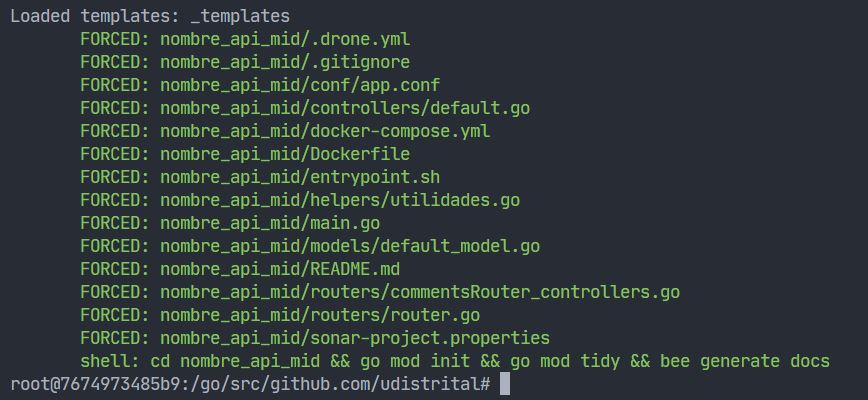 Loaded templates: _templates
FORCED: nombre_api_mid/.drone.yml
FORCED: nombre_api_mid/.gitignore
FORCED: nombre_api_mid/conf/app.conf
FORCED: nombre_api_mid/controllers/default.go
FORCED: nombre_api_mid/docker-compose.yml
FORCED: nombre_api_mid/Dockerfile
FORCED: nombre_api_mid/entrypoint.sh
FORCED: nombre_api_mid/helpers/utilidades.go
FORCED: nombre_api_mid/main.go
FORCED: nombre_api_mid/models/default_model.go
FORCED: nombre_api_mid/README.md
FORCED: nombre_api_mid/routers/commentsRouter_controllers.go
FORCED: nombre_api_mid/routers/router.go
FORCED: nombre_api_mid/sonar-project.properties
shell: cd nombre_api_mid && go mod init && go mod tidy && bee generate docs
root@7674973485b9:/go/src/github.com/udistrital#